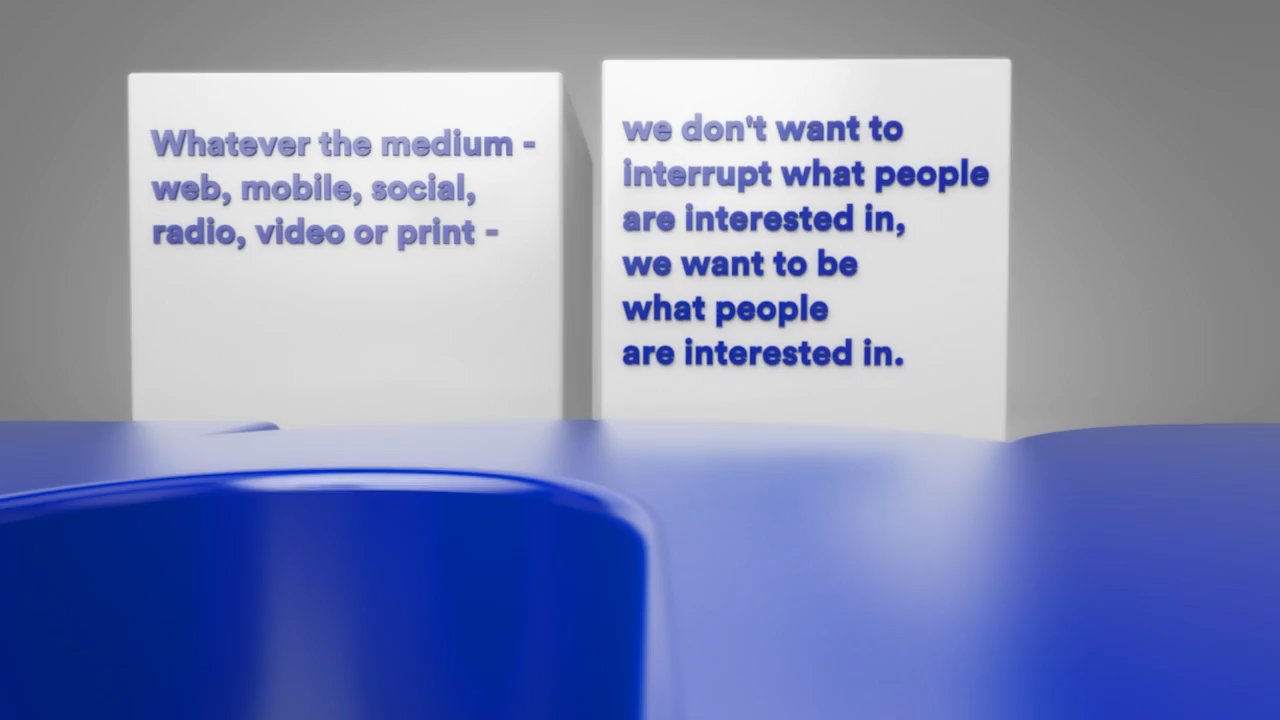 Whatever the medium -
web, mobile, social,
radio, video or print -
we don't want to
interrupt what people
are interested in,
we want to be
what people
are interested in.